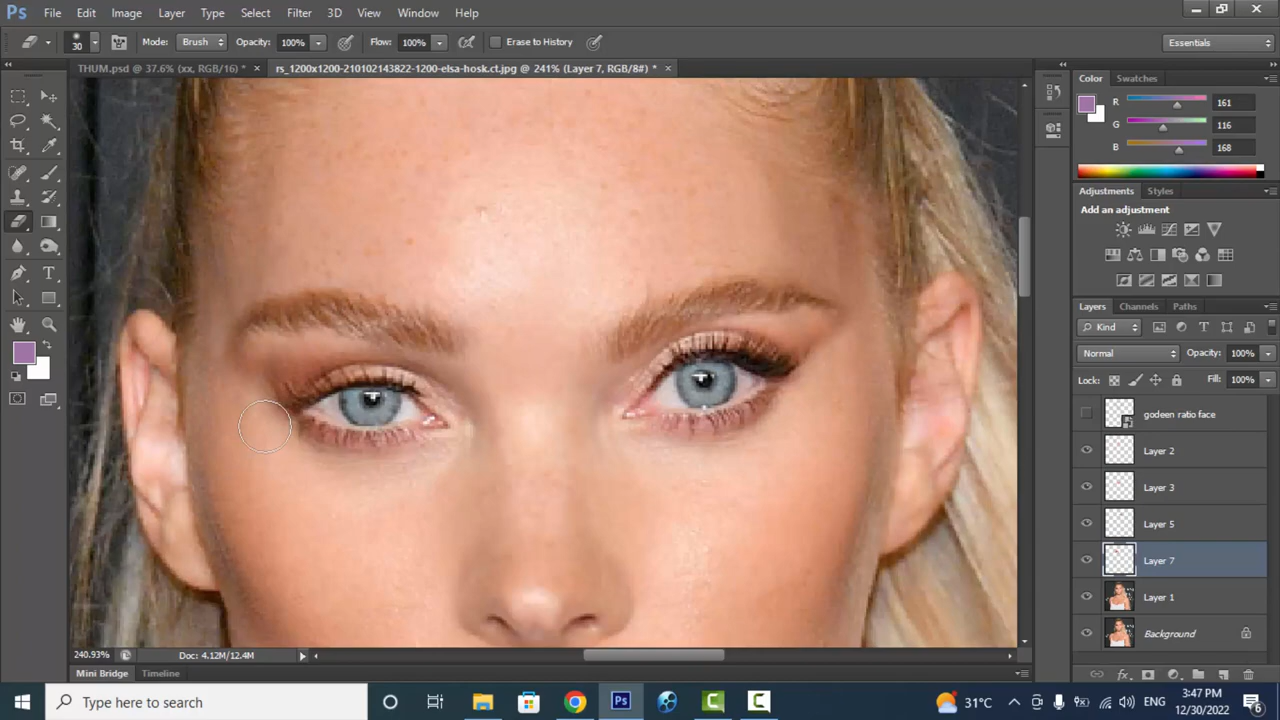 Ps File Edit Image Layer Type Select Filter 3D View Window Help
30 Mode: Brush Opacity: 100% Flow: 100% Erase to History Essentials
THUM.psd @ 37.6% (xx, RGB/16) * × rs_1200x1200-210102143822-1200-elsa-hosk.ct.jpg @ 241% (Layer 7, RGB/8#) * ×
Color Swatches
R 161
G 116
B 168
Adjustments Styles
Add an adjustment
Layers Channels Paths
Kind
Normal Opacity: 100%
Lock: Fill: 100%
godeen ratio face
Layer 2
Layer 3
Layer 5
Layer 7
Layer 1
Background
240.93% Doc: 4.12M/12.4M
Mini Bridge Timeline
Type here to search
31°C
ENG
3:47 PM
12/30/2022
6